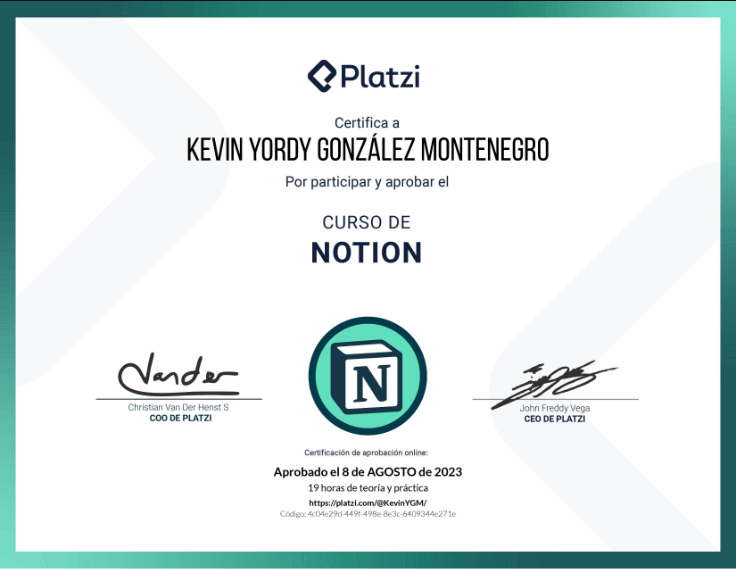 Platzi
Certifica a
KEVIN YORDY GONZÁLEZ MONTENEGRO
Por participar y aprobar el
CURSO DE
NOTION
Vander
N
Christian Van Der Henst S
COO DE PLATZI
John Freddy Vega
CEO DE PLATZI
Certificación de aprobación online:
Aprobado el 8 de AGOSTO de 2023
19 horas de teoría y práctica
https://platzi.com/@KevinYGM/
Código: 4c04e29d-449f-498e-8e3c-6409344e271e